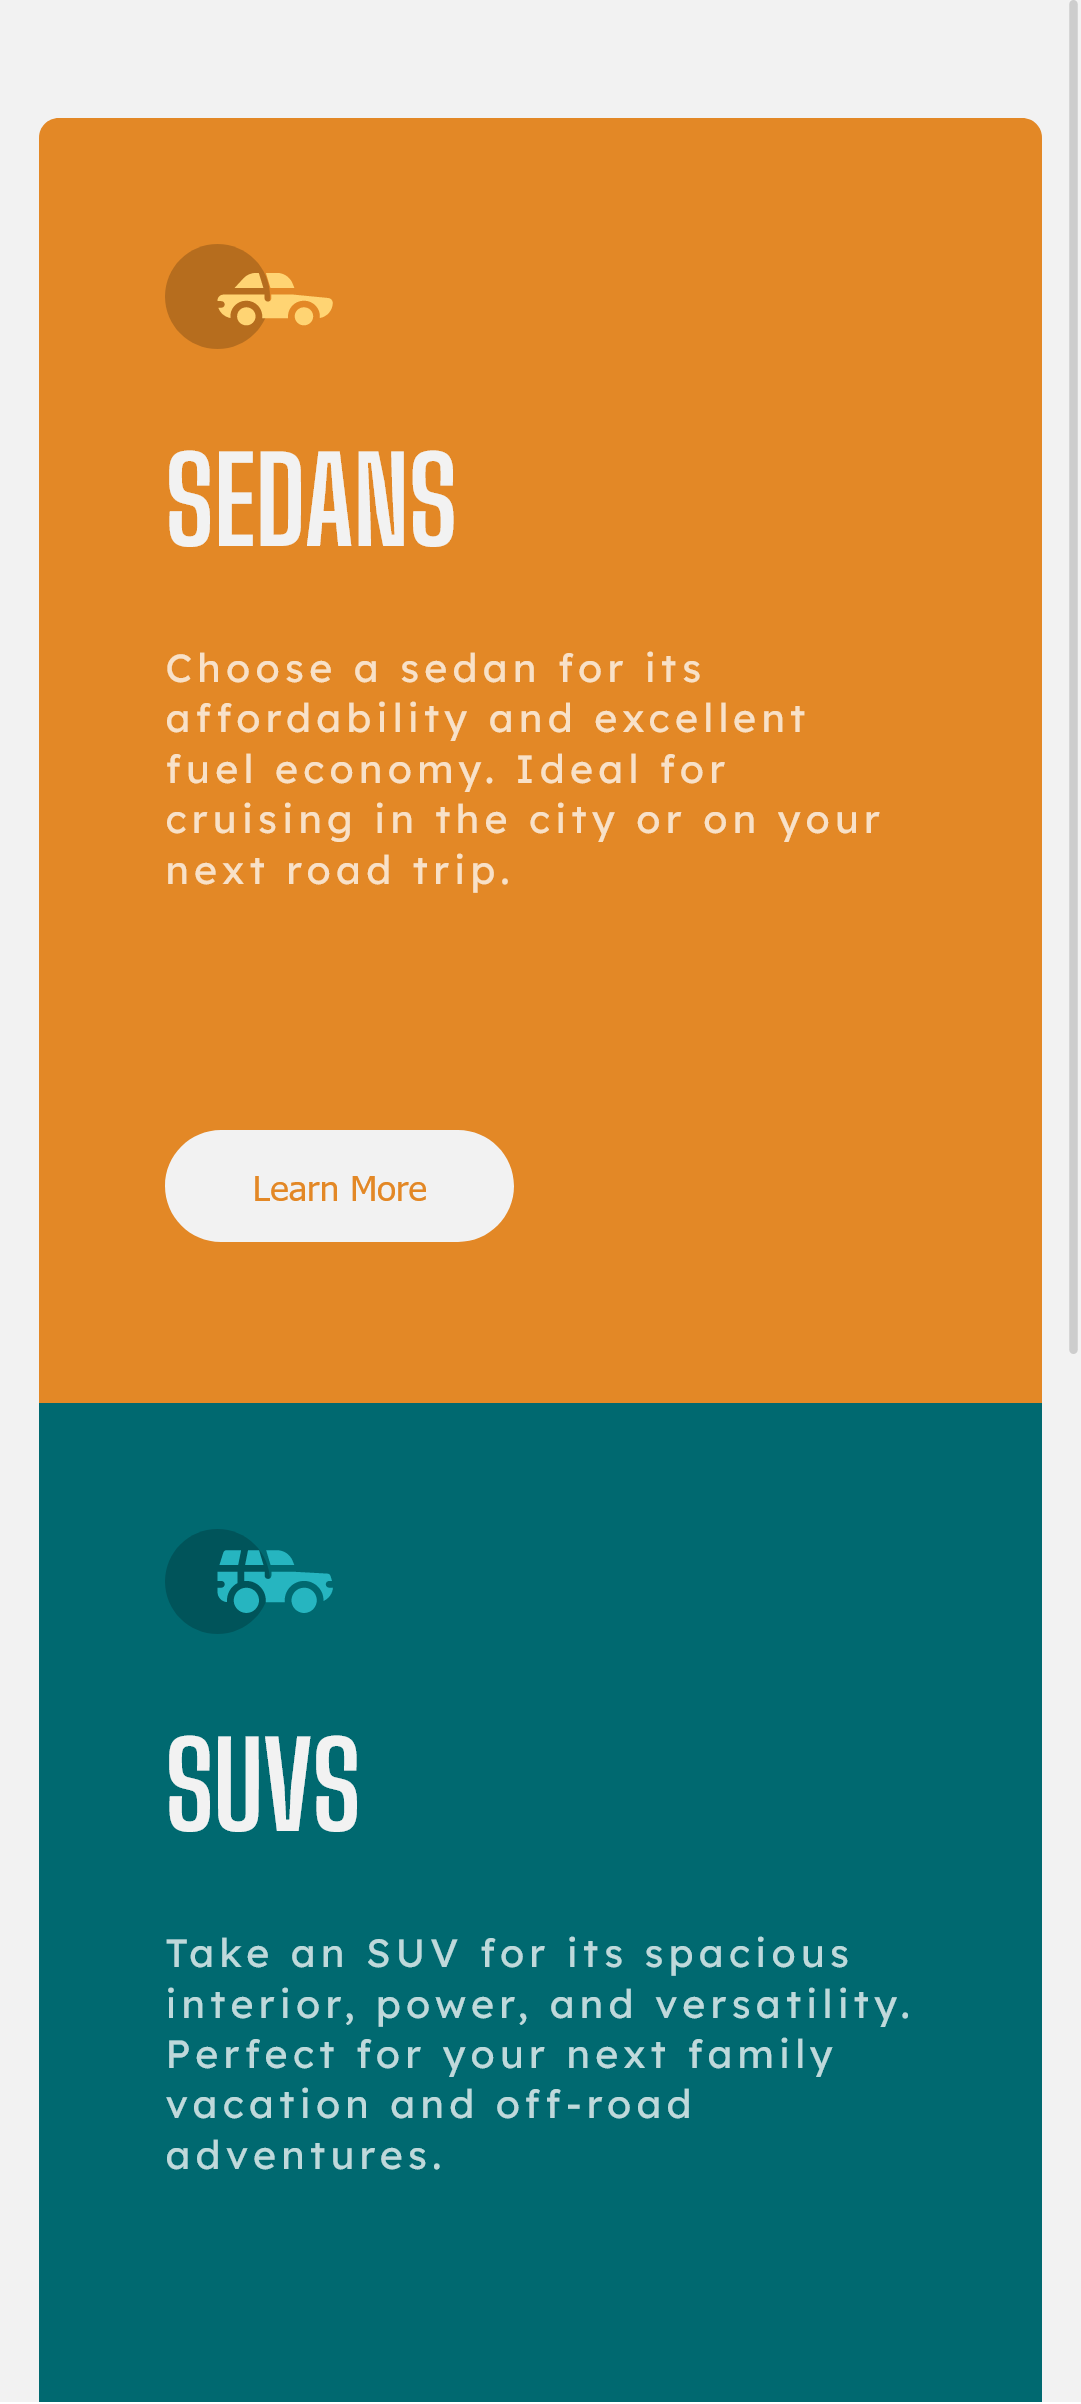 SEDANS
Choose a sedan for its
affordability and excellent
fuel economy. Ideal for
cruising in the city or on your
next road trip.
Learn More
SUVS
Take an SUV for its spacious
interior, power, and versatility.
Perfect for your next family
vacation and off-road
adventures.